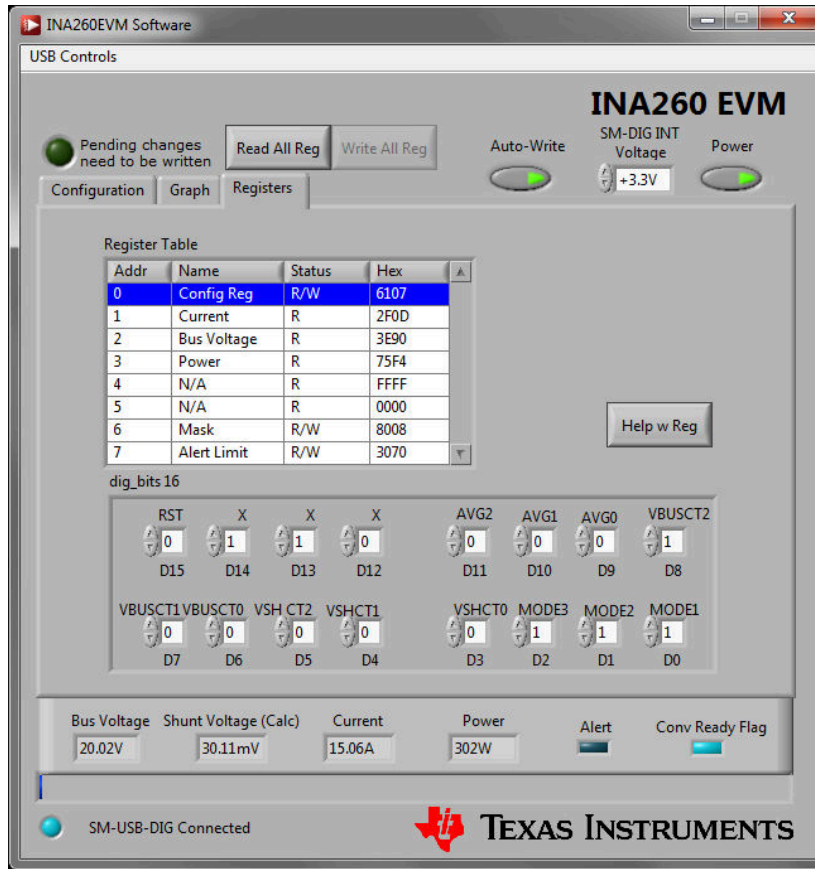 INA260EVM Software
USB Controls
INA260 EVM
Pending changes
need to be written
Read All Reg
Write All Reg
Auto-Write
SM-DIG INT
Voltage
+3.3V
Power
Configuration Graph Registers
Register Table
Addr Name Status Hex
0 Config Reg R/W 6107
1 Current R 2F0D
2 Bus Voltage R 3E90
3 Power R 75F4
4 N/A R FFFF
5 N/A R 0000
6 Mask R/W 8008
7 Alert Limit R/W 3070
Help w Reg
dig_bits 16
RST X X X AVG2 AVG1 AVG0 VBUSCT2
0 1 1 0 0 0 0 1
D15 D14 D13 D12 D11 D10 D9 D8
VBUSCT1 VBUSCT0 VSH CT2 VSHCT1 VSHCT0 MODE3 MODE2 MODE1
0 0 0 0 0 1 1 1
D7 D6 D5 D4 D3 D2 D1 D0
Bus Voltage Shunt Voltage (Calc) Current Power Alert Conv Ready Flag
20.02V 30.11mV 15.06A 302W
SM-USB-DIG Connected
TEXAS INSTRUMENTS